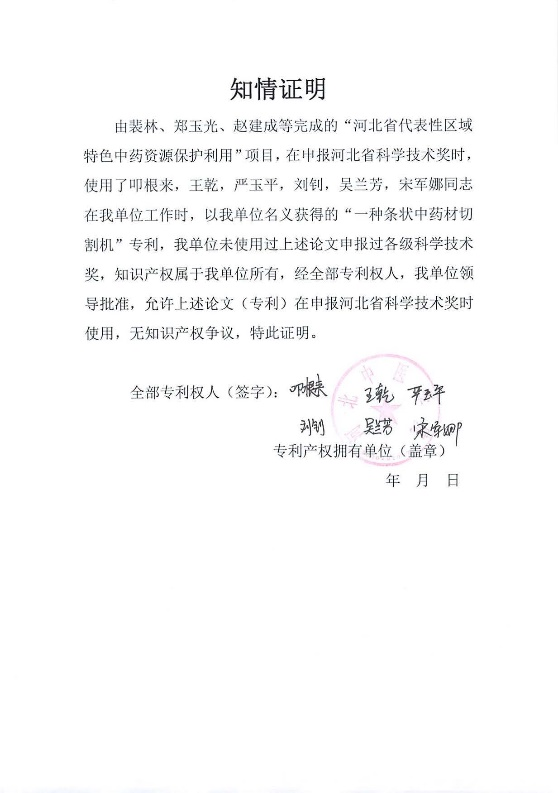 知情证明
由裴林、郑玉光、赵建成等完成的“河北省代表性区域
特色中药资源保护利用”项目，在申报河北省科学技术奖时，
使用了叩根来，王乾，严玉平，刘钊，吴兰芳，宋军娜同志
在我单位工作时，以我单位名义获得的“一种条状中药材切
割机”专利，我单位未使用过上述论文申报过各级科学技术
奖，知识产权属于我单位所有，经全部专利权人，我单位领
导批准，允许上述论文（专利）在申报河北省科学技术奖时
使用，无知识产权争议，特此证明。
全部专利权人（签字）：叩根来 王乾 严玉平
刘钊 吴兰芳 宋军娜
专利产权拥有单位（盖章）
年 月 日
北中医